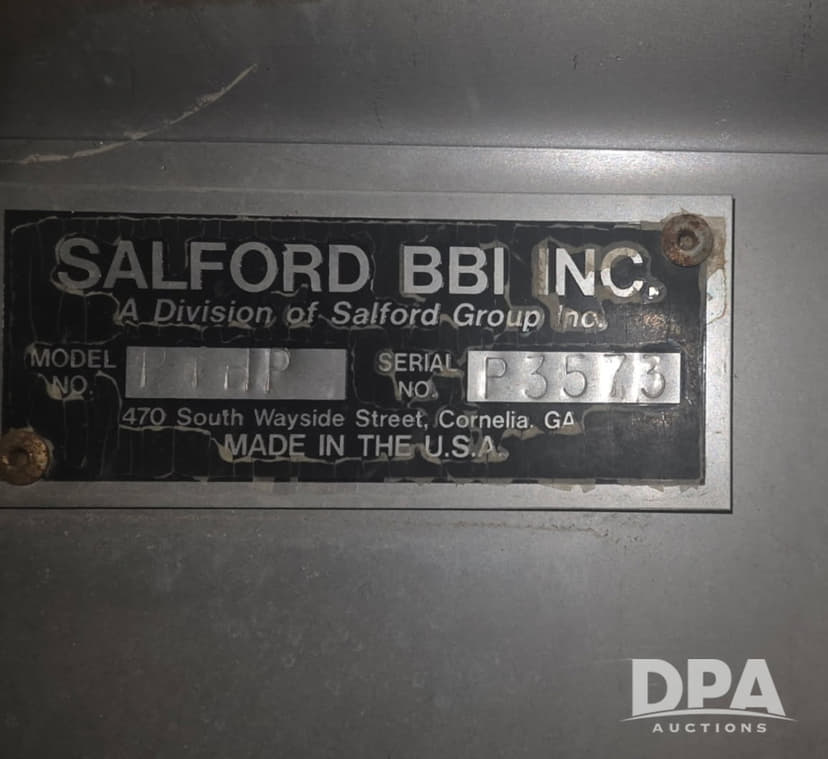 SALFORD BBI INC.
A Division of Salford Group Inc.
MODEL NO. SERIAL NO. P3573
470 South Wayside Street, Cornelia, GA
MADE IN THE U.S.A.
DPA
AUCTIONS